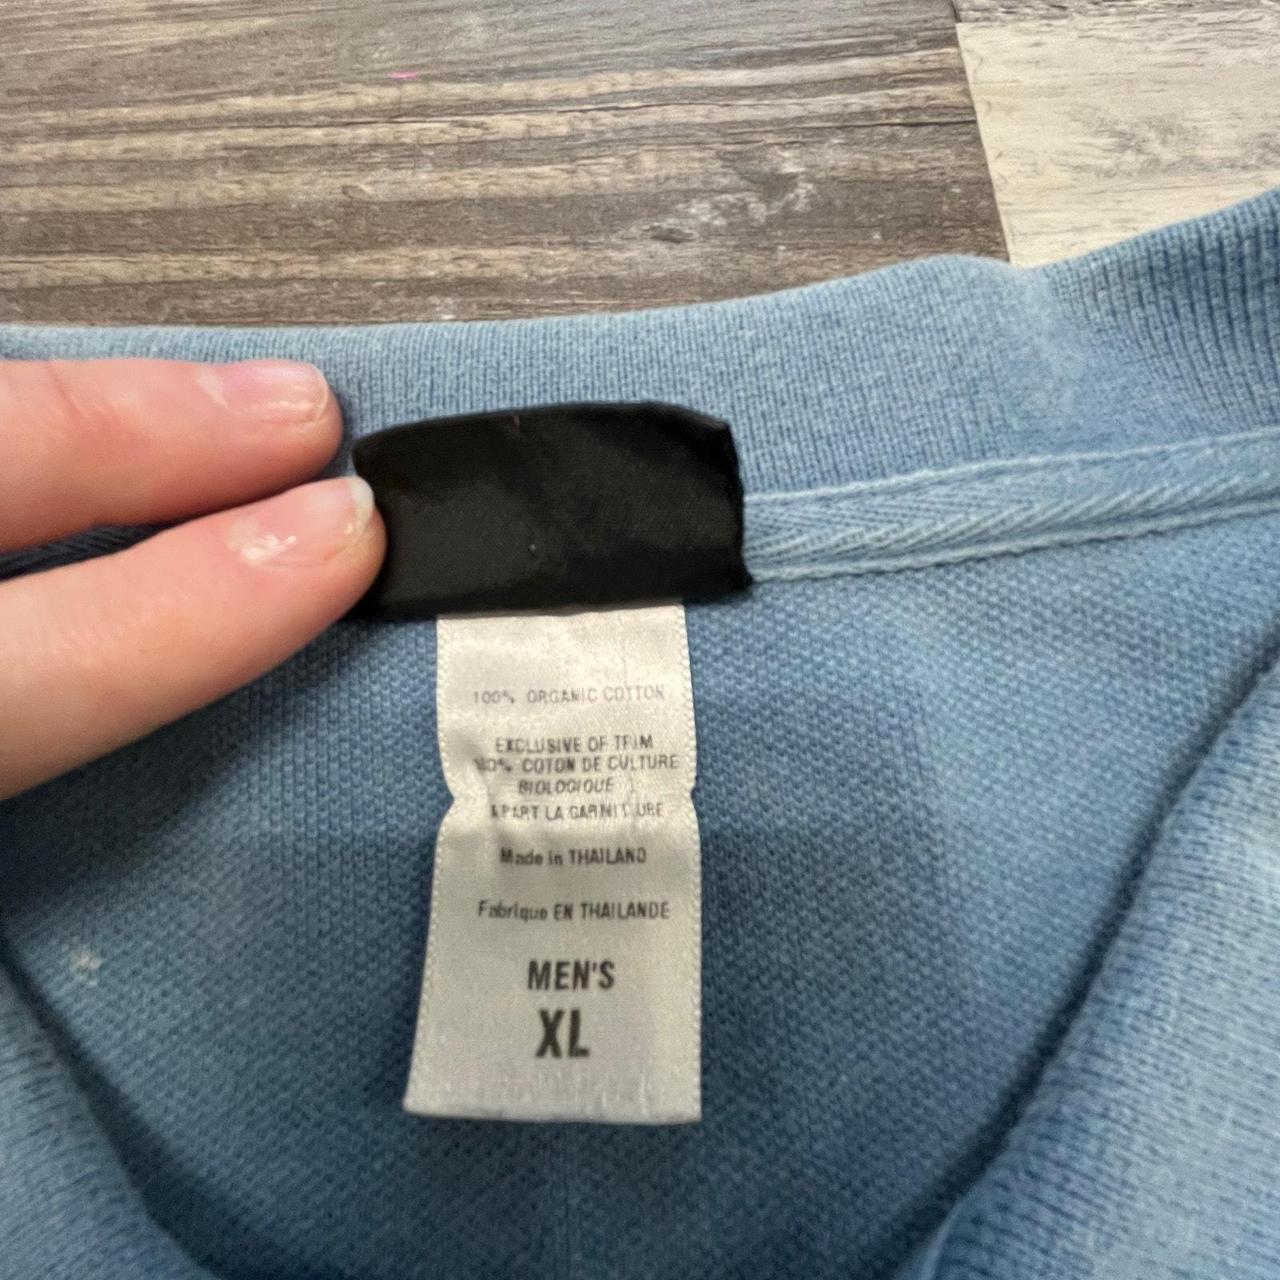 100% ORGANIC COTTON
EXCLUSIVE OF TRIM
100% COTON DE CULTURE
BIOLOGIQUE
APART LA GARNITURE
Made in THAILAND
Fabrique EN THAILANDE
MEN'S
XL